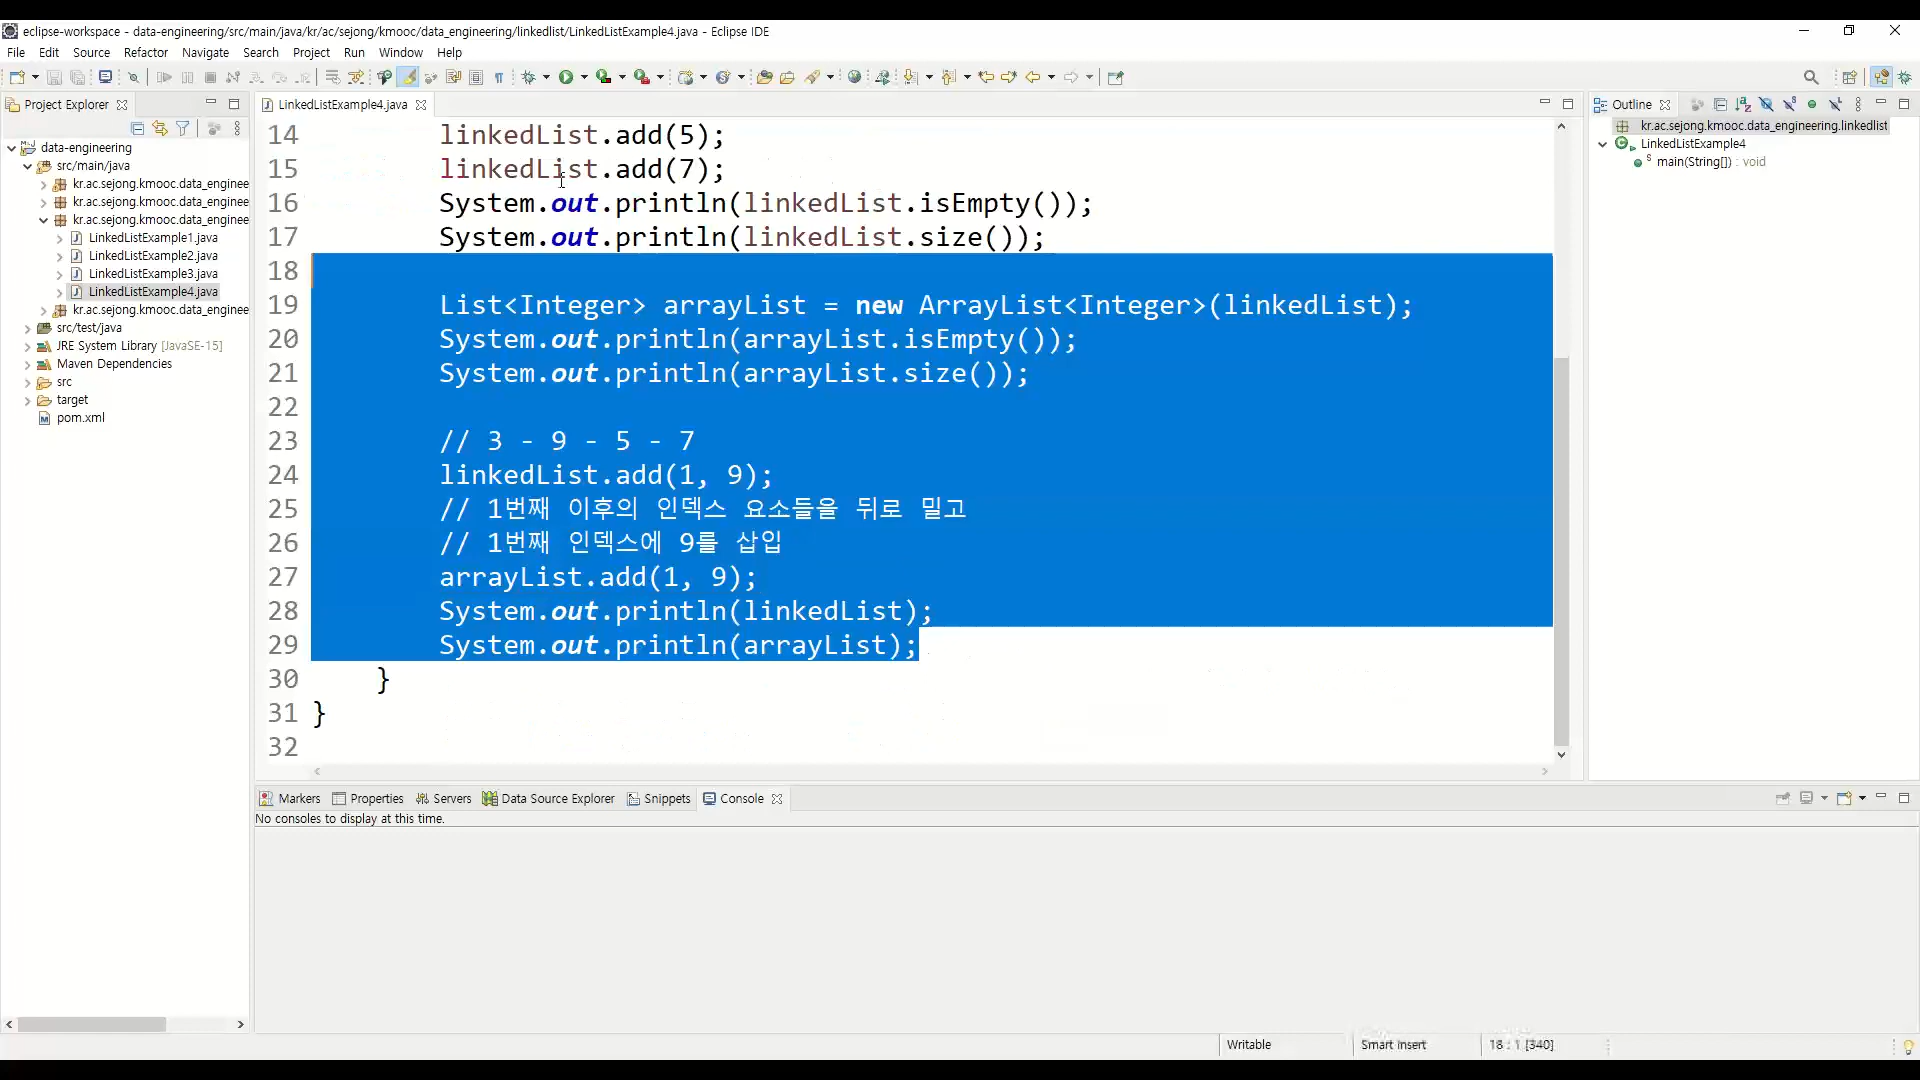 eclipse-workspace - data-engineering/src/main/java/kr/ac/sejong/kmooc/data_engineering/linkedlist/LinkedListExample4.java - Eclipse IDE
File Edit Source Refactor Navigate Search Project Run Window Help
Project Explorer
data-engineering
src/main/java
kr.ac.sejong.kmooc.data_enginee
kr.ac.sejong.kmooc.data_enginee
kr.ac.sejong.kmooc.data_enginee
LinkedListExample1.java
LinkedListExample2.java
LinkedListExample3.java
LinkedListExample4.java
kr.ac.sejong.kmooc.data_enginee
src/test/java
JRE System Library [JavaSE-15]
Maven Dependencies
src
target
pom.xml
LinkedListExample4.java
14 linkedList.add(5);
15 linkedList.add(7);
16 System.out.println(linkedList.isEmpty());
17 System.out.println(linkedList.size());
18
19 List<Integer> arrayList = new ArrayList<Integer>(linkedList);
20 System.out.println(arrayList.isEmpty());
21 System.out.println(arrayList.size());
22
23 // 3 - 9 - 5 - 7
24 linkedList.add(1, 9);
25 // 1번째 이후의 인덱스 요소들을 뒤로 밀고
26 // 1번째 인덱스에 9를 삽입
27 arrayList.add(1, 9);
28 System.out.println(linkedList);
29 System.out.println(arrayList);
30 }
31 }
32
Outline
kr.ac.sejong.kmooc.data_engineering.linkedlist
LinkedListExample4
main(String[]) : void
Markers Properties Servers Data Source Explorer Snippets Console
No consoles to display at this time.
Writable Smart Insert 18 : 1 [340]